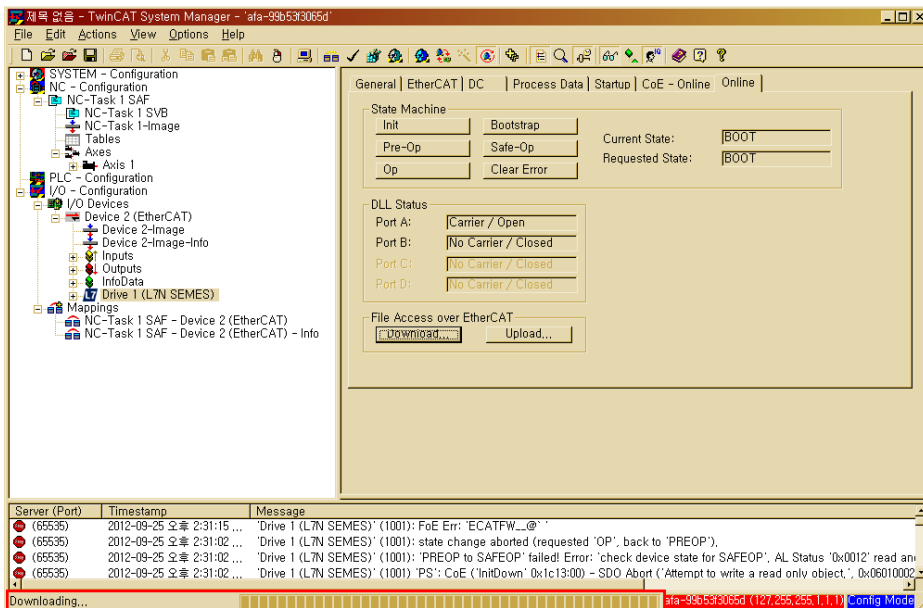 제목 없음 - TwinCAT System Manager - 'afa-99b53f3065d'
File Edit Actions View Options Help
SYSTEM - Configuration
NC - Configuration
NC-Task 1 SAF
NC-Task 1 SVB
NC-Task 1-Image
Tables
Axes
Axis 1
PLC - Configuration
I/O - Configuration
I/O Devices
Device 2 (EtherCAT)
Device 2-Image
Device 2-Image-Info
Inputs
Outputs
InfoData
L7 Drive 1 (L7N SEMES)
Mappings
NC-Task 1 SAF - Device 2 (EtherCAT)
NC-Task 1 SAF - Device 2 (EtherCAT) - Info
General EtherCAT DC Process Data Startup CoE - Online Online
State Machine
Init Bootstrap
Pre-Op Safe-Op
Op Clear Error
Current State: BOOT
Requested State: BOOT
DLL Status
Port A: Carrier / Open
Port B: No Carrier / Closed
Port C: No Carrier / Closed
Port D: No Carrier / Closed
File Access over EtherCAT
Download... Upload...
Server (Port) Timestamp Message
(65535) 2012-09-25 오후 2:31:15 ... 'Drive 1 (L7N SEMES)' (1001): FoE Err: 'ECATFW__@` '
(65535) 2012-09-25 오후 2:31:02 ... 'Drive 1 (L7N SEMES)' (1001): state change aborted (requested 'OP', back to 'PREOP'),
(65535) 2012-09-25 오후 2:31:02 ... 'Drive 1 (L7N SEMES)' (1001): 'PREOP to SAFEOP' failed! Error: 'check device state for SAFEOP', AL Status '0x0012' read and
(65535) 2012-09-25 오후 2:31:02 ... 'Drive 1 (L7N SEMES)' (1001) 'PS': CoE ('InitDown' 0x1c13:00) - SDO Abort ('Attempt to write a read only object,', 0x06010002
Downloading... afa-99b53f3065d (127,255,255,1,1,1) Config Mode